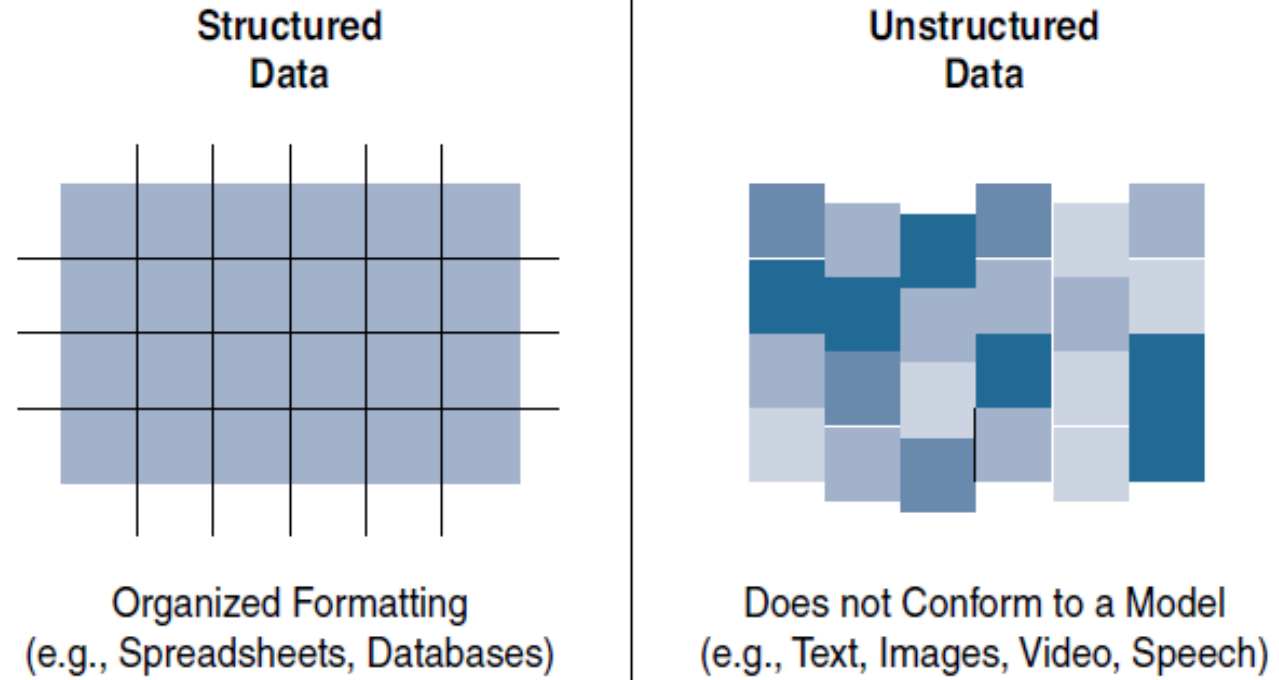 Structured
Data
Organized Formatting
(e.g., Spreadsheets, Databases)
Unstructured
Data
Does not Conform to a Model
(e.g., Text, Images, Video, Speech)